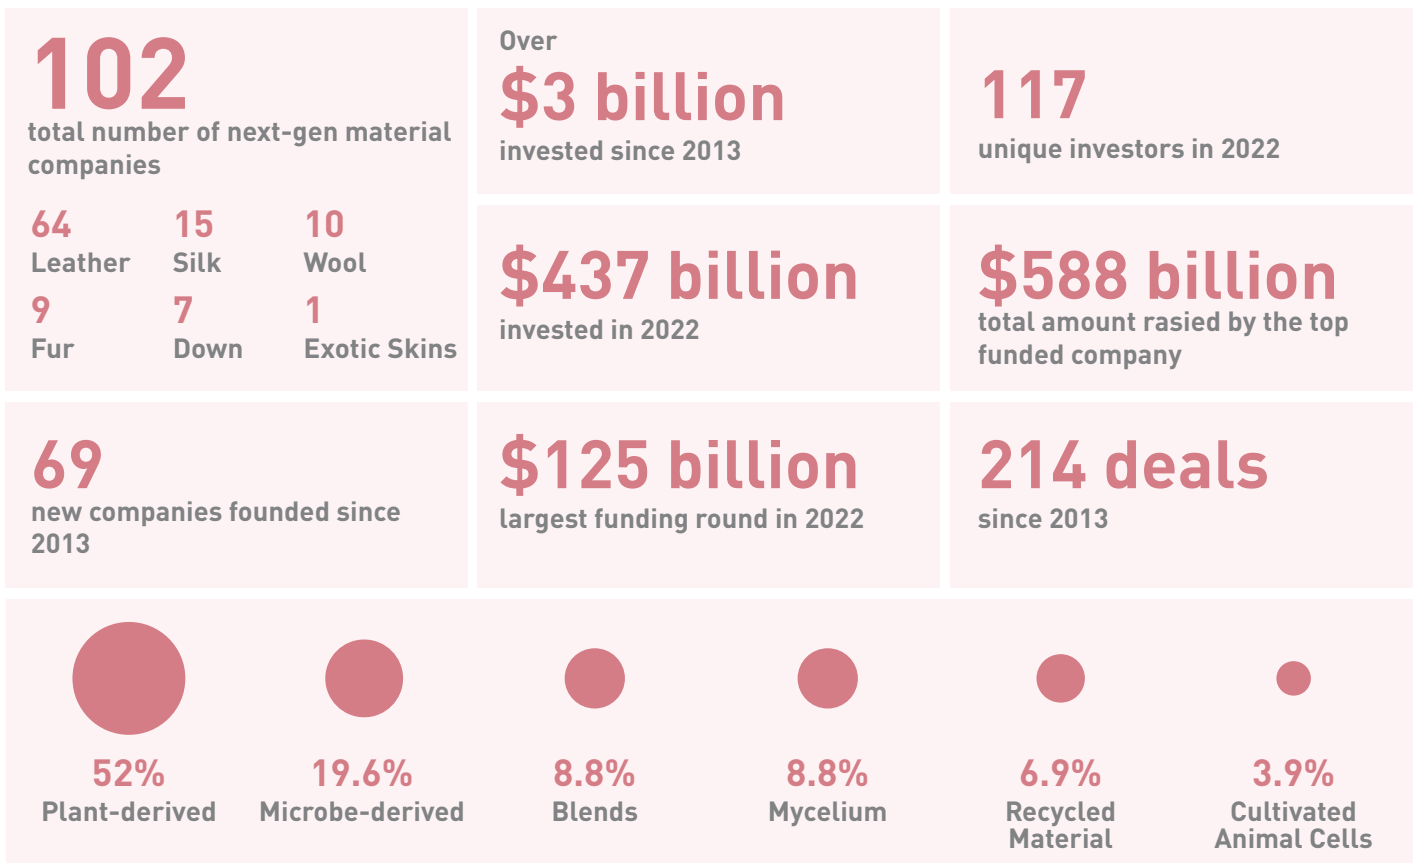 102
total number of next-gen material
companies
64
Leather
15
Silk
10
Wool
9
Fur
7
Down
1
Exotic Skins
Over
$3 billion
invested since 2013
117
unique investors in 2022
$437 billion
invested in 2022
$588 billion
total amount rasied by the top
funded company
69
new companies founded since
2013
$125 billion
largest funding round in 2022
214 deals
since 2013
52%
Plant-derived
19.6%
Microbe-derived
8.8%
Blends
8.8%
Mycelium
6.9%
Recycled
Material
3.9%
Cultivated
Animal Cells